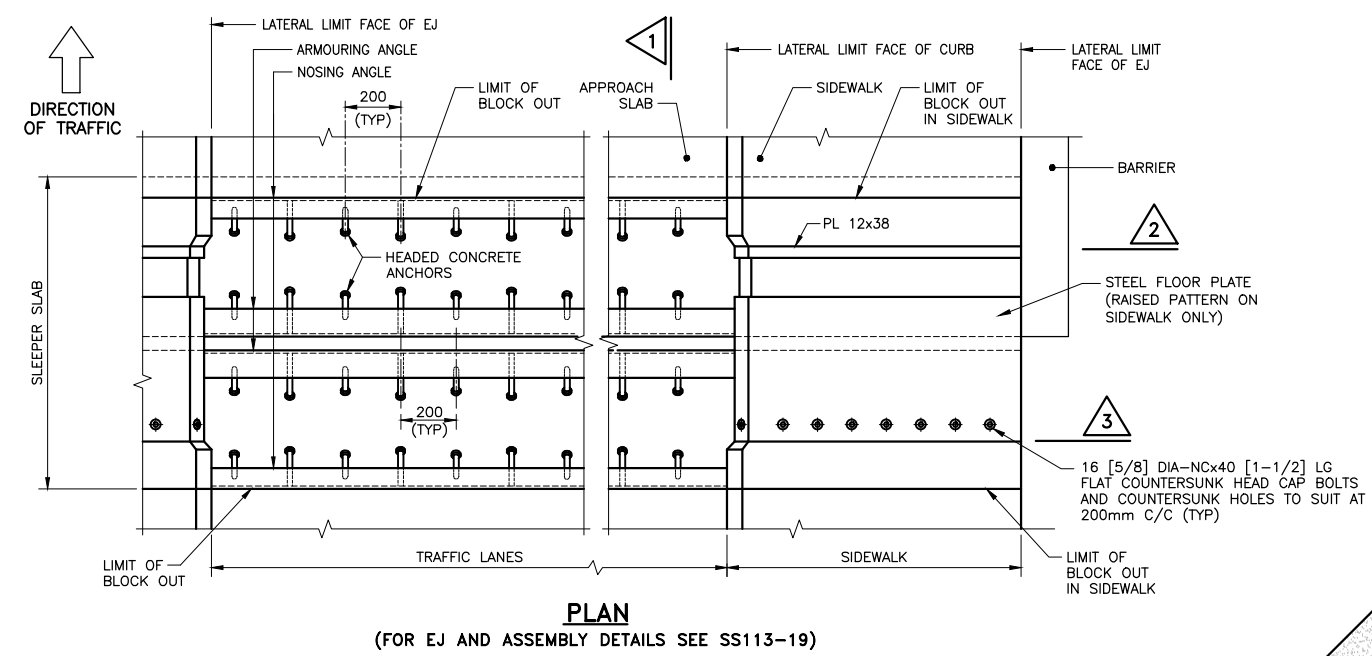 LATERAL LIMIT FACE OF EJ
ARMOURING ANGLE
NOSING ANGLE
DIRECTION
OF TRAFFIC
200
(TYP)
LIMIT OF
BLOCK OUT
1
APPROACH
SLAB
LATERAL LIMIT FACE OF CURB
LATERAL LIMIT
FACE OF EJ
SIDEWALK
LIMIT OF
BLOCK OUT
IN SIDEWALK
BARRIER
PL 12x38
2
HEADED CONCRETE
ANCHORS
STEEL FLOOR PLATE
(RAISED PATTERN ON
SIDEWALK ONLY)
SLEEPER SLAB
200
(TYP)
3
16 [5/8] DIA-NCx40 [1-1/2] LG
FLAT COUNTERSUNK HEAD CAP BOLTS
AND COUNTERSUNK HOLES TO SUIT AT
200mm C/C (TYP)
LIMIT OF
BLOCK OUT
TRAFFIC LANES
SIDEWALK
LIMIT OF
BLOCK OUT
IN SIDEWALK
PLAN
(FOR EJ AND ASSEMBLY DETAILS SEE SS113-19)